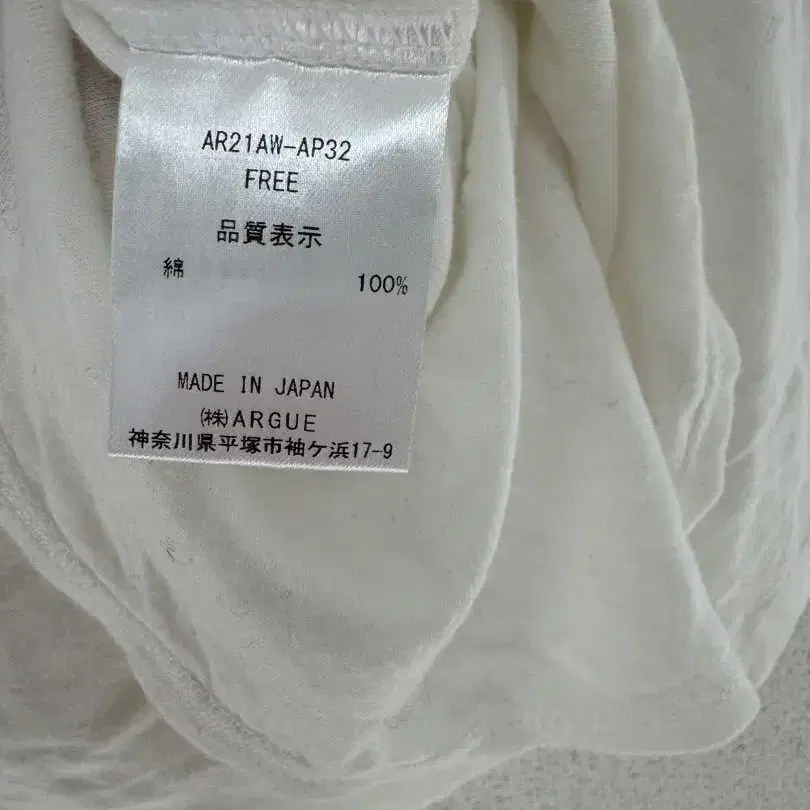 AR21AW-AP32
FREE
品質表示
綿 100%
MADE IN JAPAN
㈱ARGUE
神奈川県平塚市袖ケ浜17-9